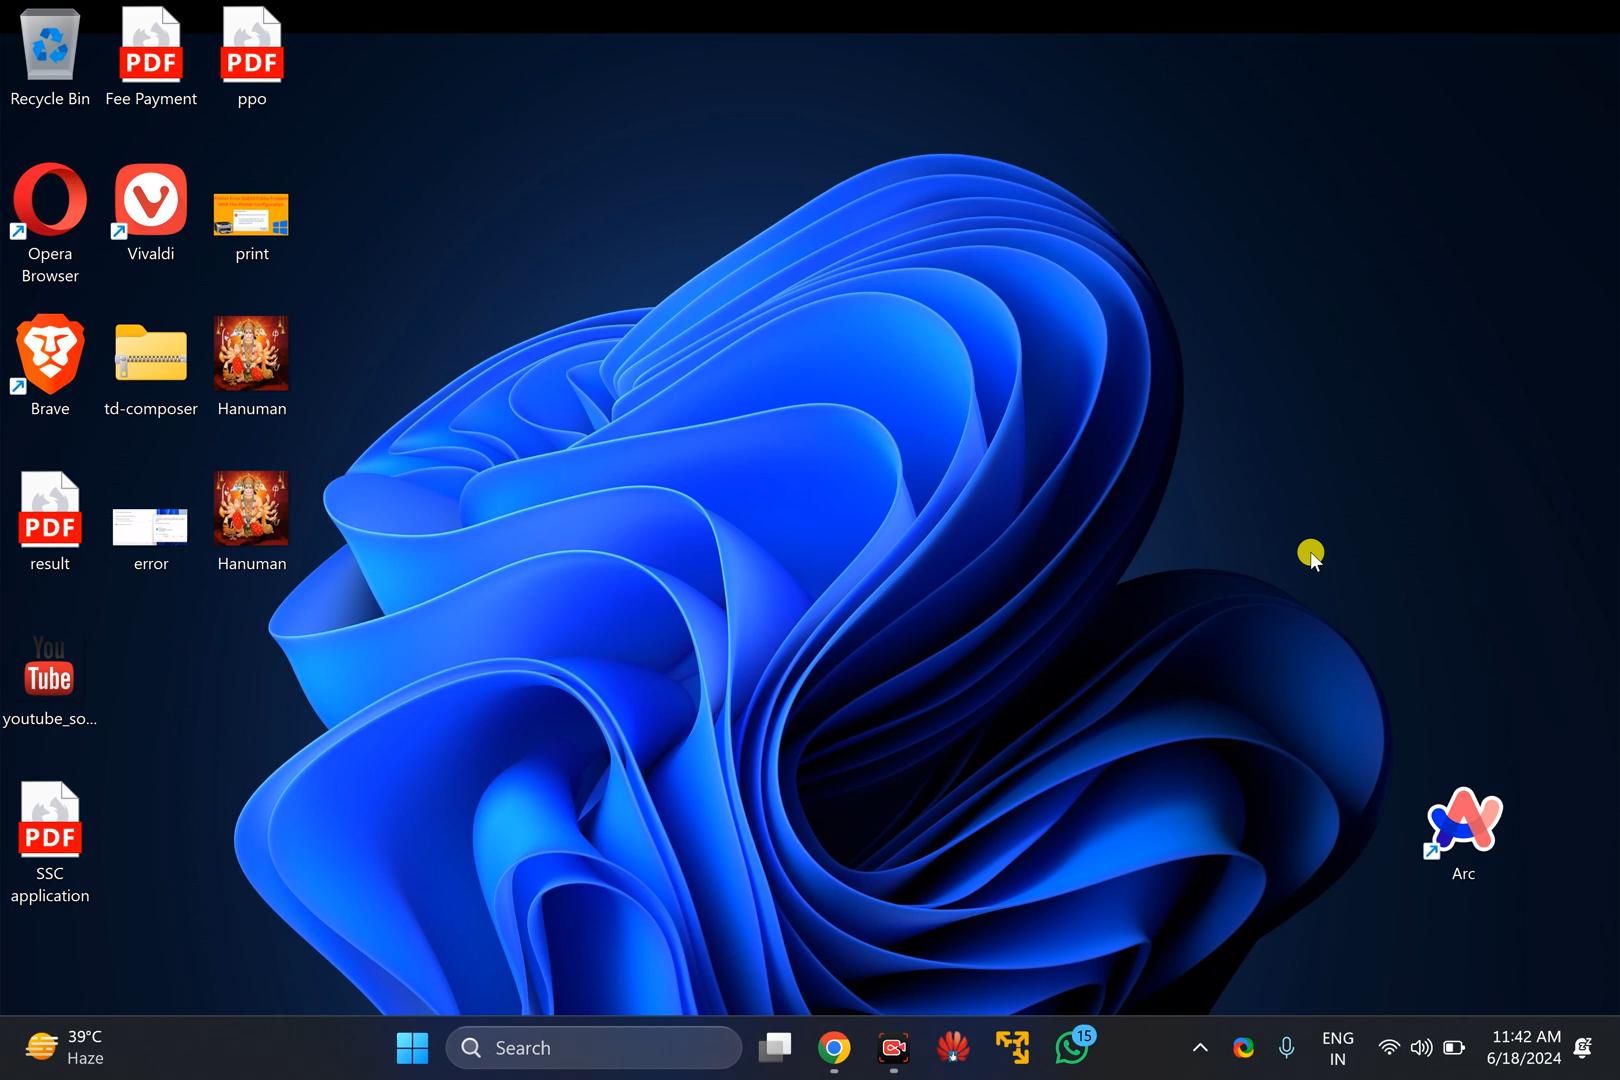 PDF
PDF
Recycle Bin
Fee Payment
ppo
Opera
Browser
Vivaldi
print
Brave
td-composer
Hanuman
PDF
result
error
Hanuman
You
Tube
youtube_so...
PDF
SSC
application
Arc
39°C
Haze
Search
15
ENG
IN
11:42 AM
6/18/2024